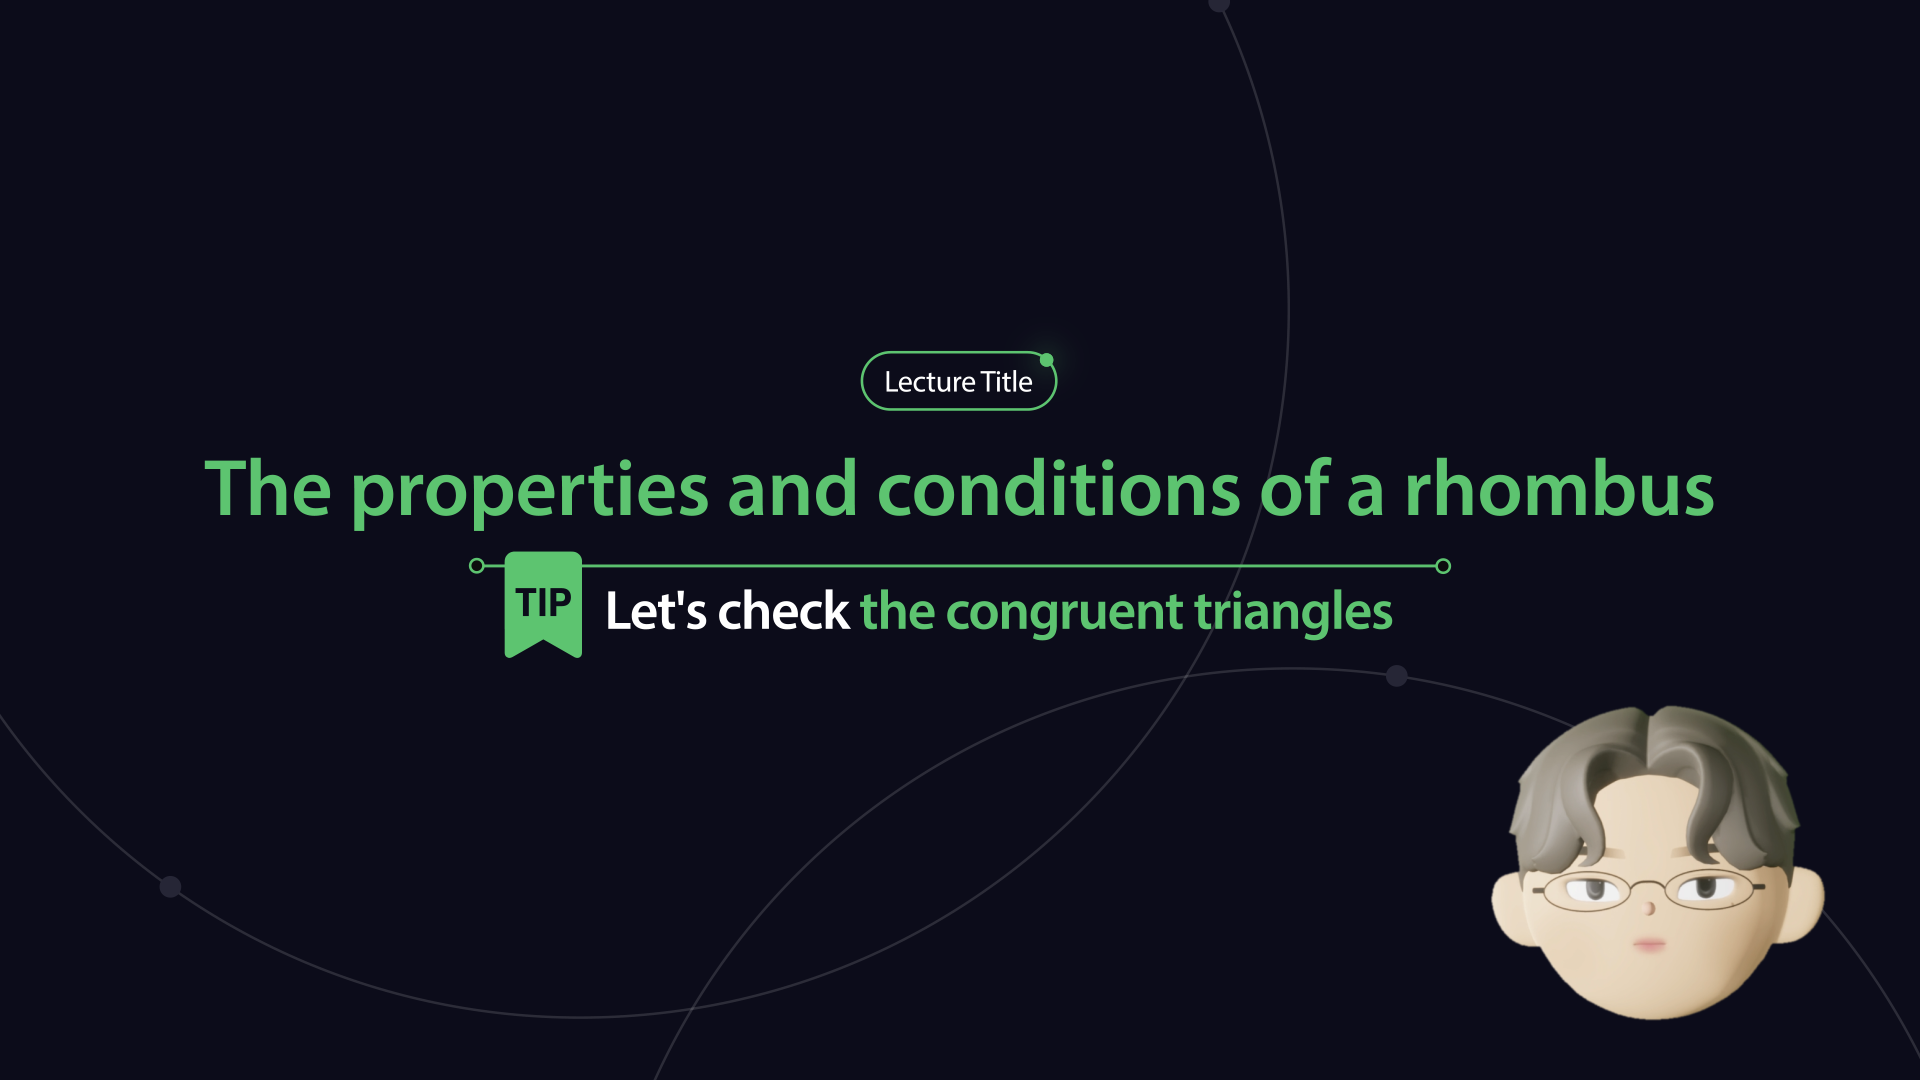 Lecture Title
The properties and conditions of a rhombus
TIP
Let's check the congruent triangles